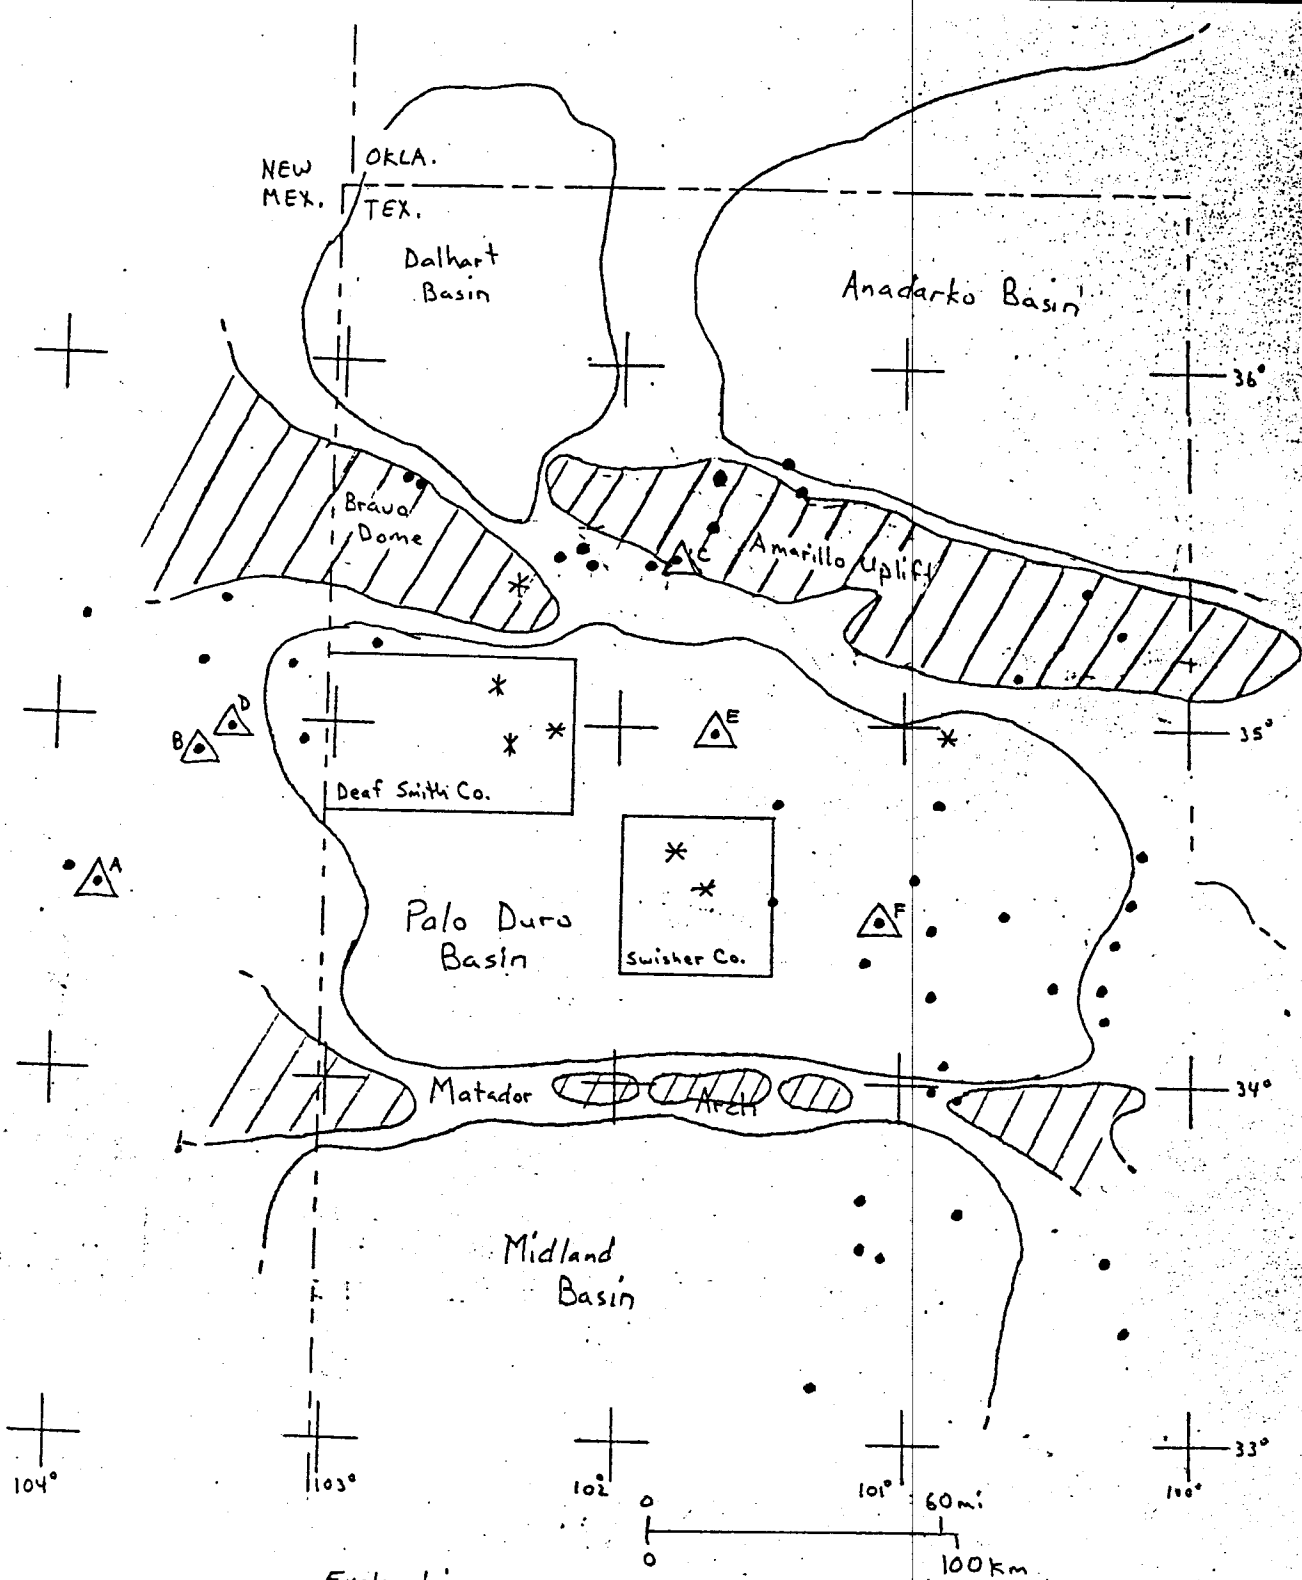 NEW
MEX.
OKLA.
TEX.
Dalhart
Basin
Anadarko Basin
36°
Bravo
Dome
C
Amarillo Uplift
D
B
E
35°
Deaf Smith Co.
A
Palo Duro
Basin
F
Swisher Co.
Matador
Arch
34°
Midland
Basin
33°
104°
103°
102°
101°
100°
0
60 mi
0
100 km